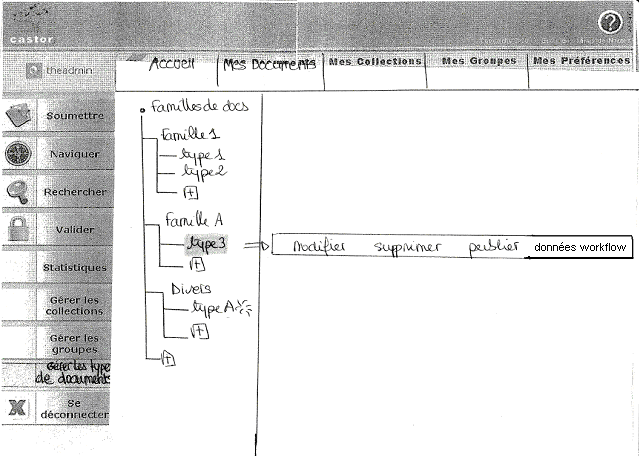 castor
theadmin
Accueil
Mes Documents
Mes Collections
Mes Groupes
Mes Préférences
Soumettre
Naviguer
Rechercher
Valider
Statistiques
Gérer les
collections
Gérer les
groupes
Gérer les type
de documents
Se
déconnecter
Familles de docs
Famille 1
type 1
type 2
+
Famille A
type 3
+
Divers
type A
+
+
modifier supprimer publier données workflow